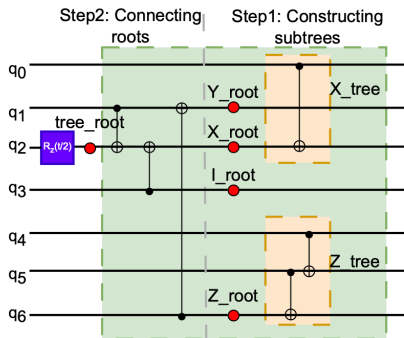 Step2: Connecting roots
Step1: Constructing subtrees
q0
Y_root
X_tree
q1
tree_root
X_root
q2
Rz(t/2)
I_root
q3
q4
Z_tree
q5
Z_root
q6